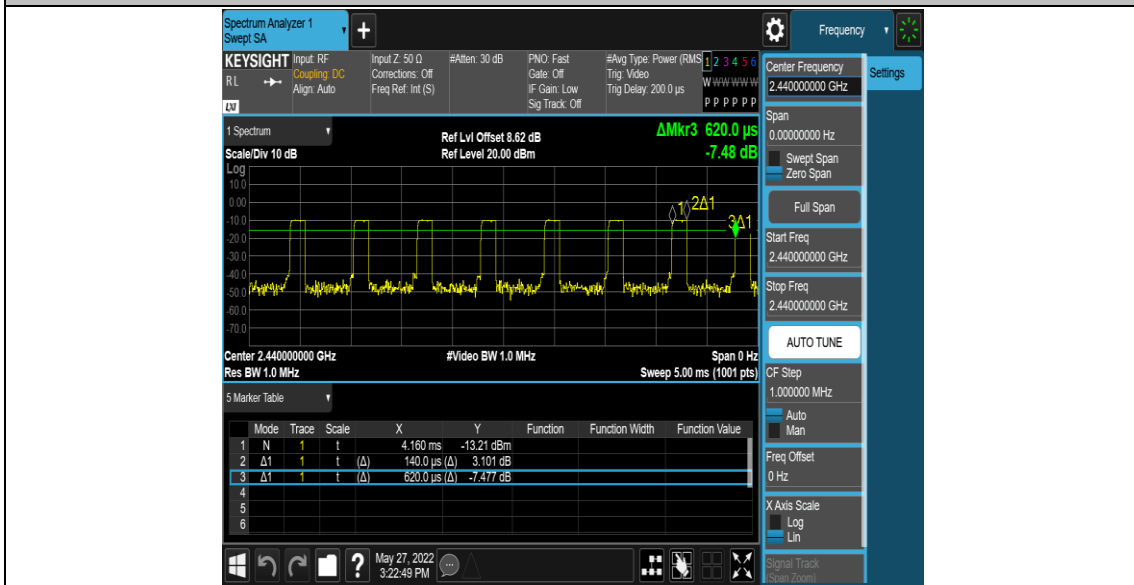 Spectrum Analyzer 1
Swept SA
+
Frequency
KEYSIGHT
RL
LXI
Input: RF
Coupling: DC
Align: Auto
Input Z: 50 Ω
Corrections: Off
Freq Ref: Int (S)
#Atten: 30 dB
PNO: Fast
Gate: Off
IF Gain: Low
Sig Track: Off
#Avg Type: Power (RMS
Trig: Video
Trig Delay: 200.0 µs
1 2 3 4 5 6
W W W W W W
P P P P P P
Center Frequency
2.440000000 GHz
Settings
Span
0.00000000 Hz
Swept Span
Zero Span
Full Span
Start Freq
2.440000000 GHz
Stop Freq
2.440000000 GHz
AUTO TUNE
CF Step
1.000000 MHz
Auto
Man
Freq Offset
0 Hz
X Axis Scale
Log
Lin
Signal Track
(Span Zoom)
1 Spectrum
Scale/Div 10 dB
Ref Lvl Offset 8.62 dB
Ref Level 20.00 dBm
ΔMkr3 620.0 µs
-7.48 dB
Log
10.0
0.00
-10.0
-20.0
-30.0
-40.0
-50.0
-60.0
-70.0
1
2Δ1
3Δ1
Center 2.440000000 GHz
#Video BW 1.0 MHz
Span 0 Hz
Res BW 1.0 MHz
Sweep 5.00 ms (1001 pts)
5 Marker Table
Mode Trace Scale X Y Function Function Width Function Value
1 N 1 t 4.160 ms -13.21 dBm
2 Δ1 1 t (Δ) 140.0 µs (Δ) 3.101 dB
3 Δ1 1 t (Δ) 620.0 µs (Δ) -7.477 dB
4
5
6
?
May 27, 2022
3:22:49 PM